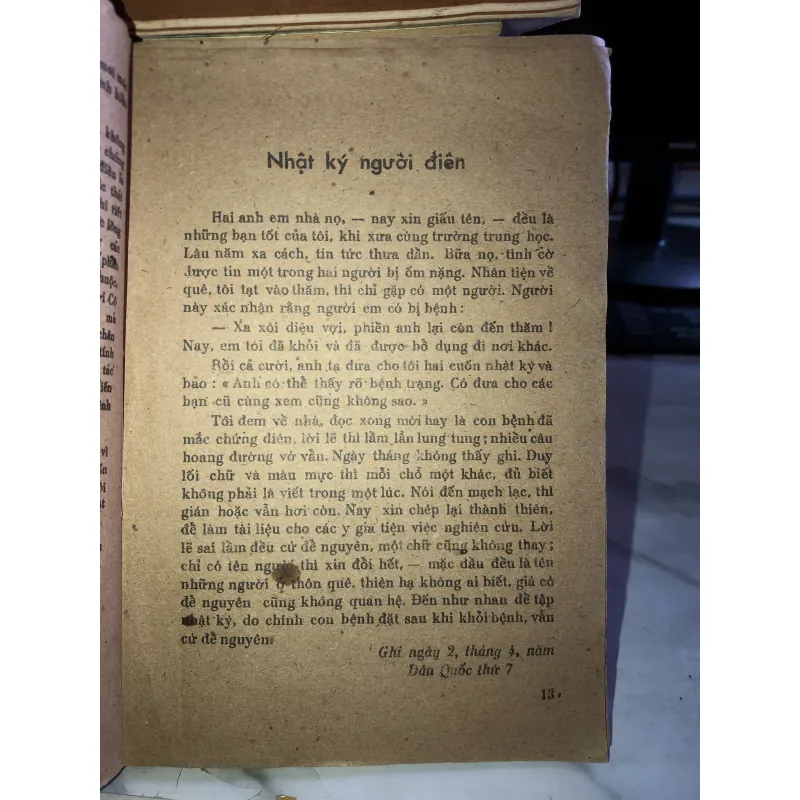 Nhật ký người điên
Hai anh em nhà nọ, — nay xin giấu tên, — đều là
những bạn tốt của tôi, khi xưa cùng trường trung học.
Lâu năm xa cách, tin tức thưa dần. Bữa nọ, tình cờ
được tin một trong hai người bị ốm nặng. Nhân tiện về
quê, tôi tạt vào thăm, thì chỉ gặp có một người. Người
này xác nhận rằng người em có bị bệnh :
— Xa xôi diệu vợi, phiền anh lại còn đến thăm !
Nay, em tôi đã khỏi và đã được bổ dụng đi nơi khác.
Rồi cả cười, anh ta đưa cho tôi hai cuốn nhật ký và
bảo : « Anh có thể thấy rõ bệnh trạng. Có đưa cho các
bạn cũ cùng xem cũng không sao. »
Tôi đem về nhà, đọc xong mới hay là con bệnh đã
mắc chứng điên, lời lẽ thì lầm lẫn lung tung ; nhiều câu
hoang đường vớ vẩn. Ngày tháng không thấy ghi. Duy
lối chữ và màu mực thì mỗi chỗ một khác, đủ biết
không phải là viết trong một lúc. Nói đến mạch lạc, thì
gián hoặc vẫn hơi còn. Nay xin chép lại thành thiên,
để làm tài liệu cho các y gia tiện việc nghiên cứu. Lời
lẽ sai lầm đều cứ để nguyên, một chữ cũng không thay ;
chỉ có tên người thì xin đổi hết, — mặc dầu đều là tên
những người ở thôn quê, thiên hạ không ai biết, giá có
để nguyên cũng không quan hệ. Đến như nhan đề tập
nhật ký, do chính con bệnh đặt sau khi khỏi bệnh, vẫn
cứ để nguyên.
Ghi ngày 2, tháng 4, năm
Dân Quốc thứ 7
13